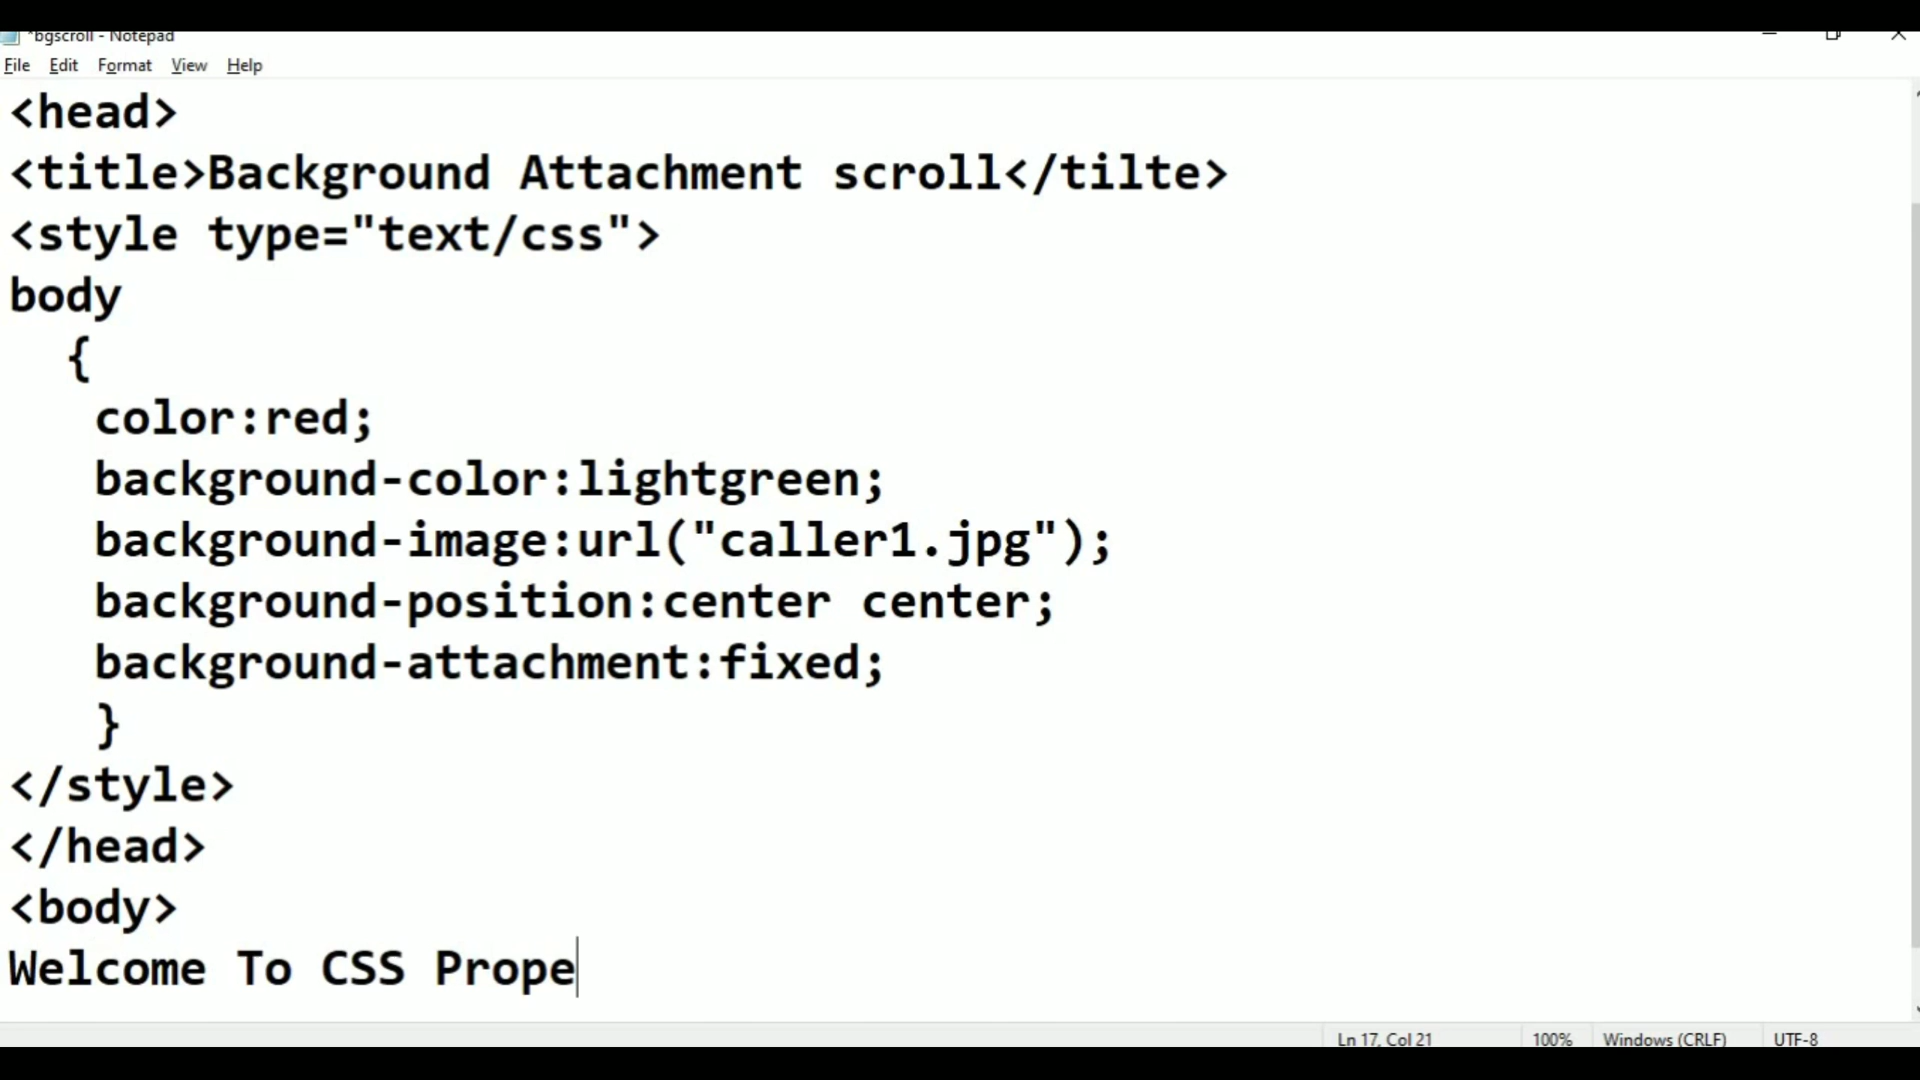 *bgscroll - Notepad
File Edit Format View Help
<head>
<title>Background Attachment scroll</tilte>
<style type="text/css">
body
{
color:red;
background-color:lightgreen;
background-image:url("caller1.jpg");
background-position:center center;
background-attachment:fixed;
}
</style>
</head>
<body>
Welcome To CSS Prope
Ln 17, Col 21 100% Windows (CRLF) UTF-8